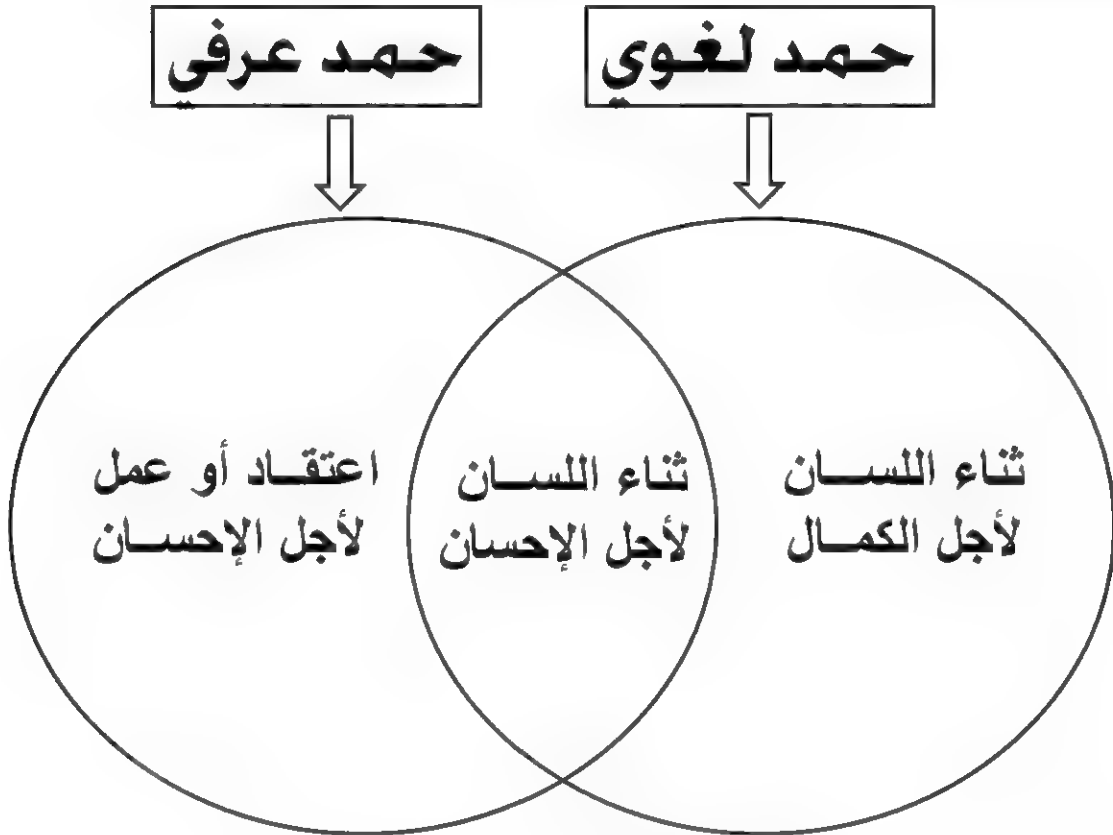 حمد لغوي
حمد عرفي
ثناء اللسان
لأجل الكمال
ثناء اللسان
لأجل الإحسان
اعتقاد أو عمل
لأجل الإحسان